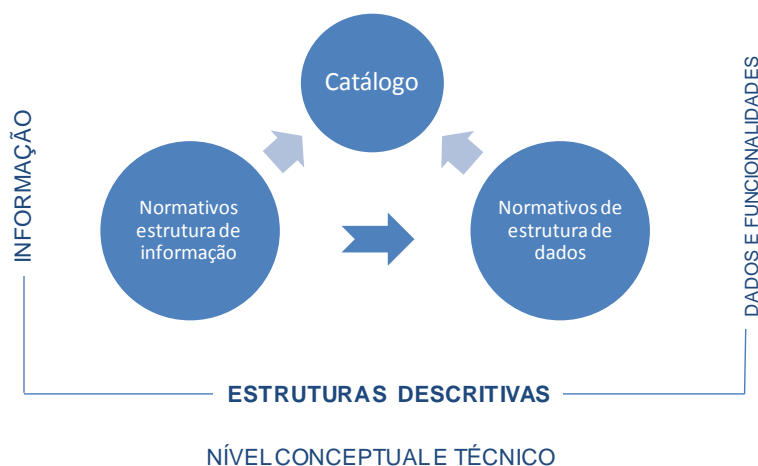 Catálogo
INFORMAÇÃO
Normativos
estrutura de
informação
Normativos de
estrutura de
dados
DADOS E FUNCIONALIDADES
ESTRUTURAS DESCRITIVAS
NÍVEL CONCEPTUAL E TÉCNICO